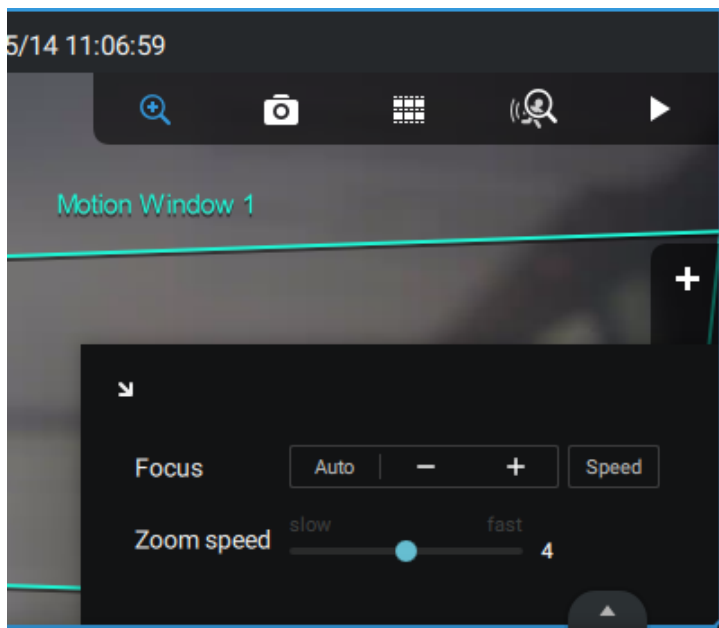 5/14 11:06:59
Motion Window 1
Focus Auto Speed
slow fast
Zoom speed 4